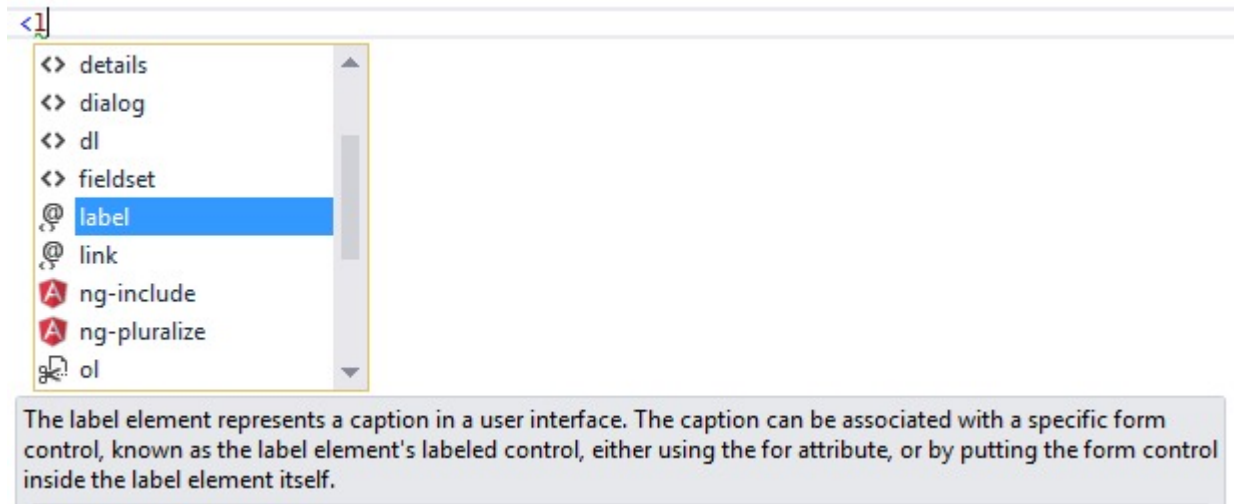 <l
details
dialog
dl
fieldset
label
link
ng-include
ng-pluralize
ol
The label element represents a caption in a user interface. The caption can be associated with a specific form
control, known as the label element's labeled control, either using the for attribute, or by putting the form control
inside the label element itself.